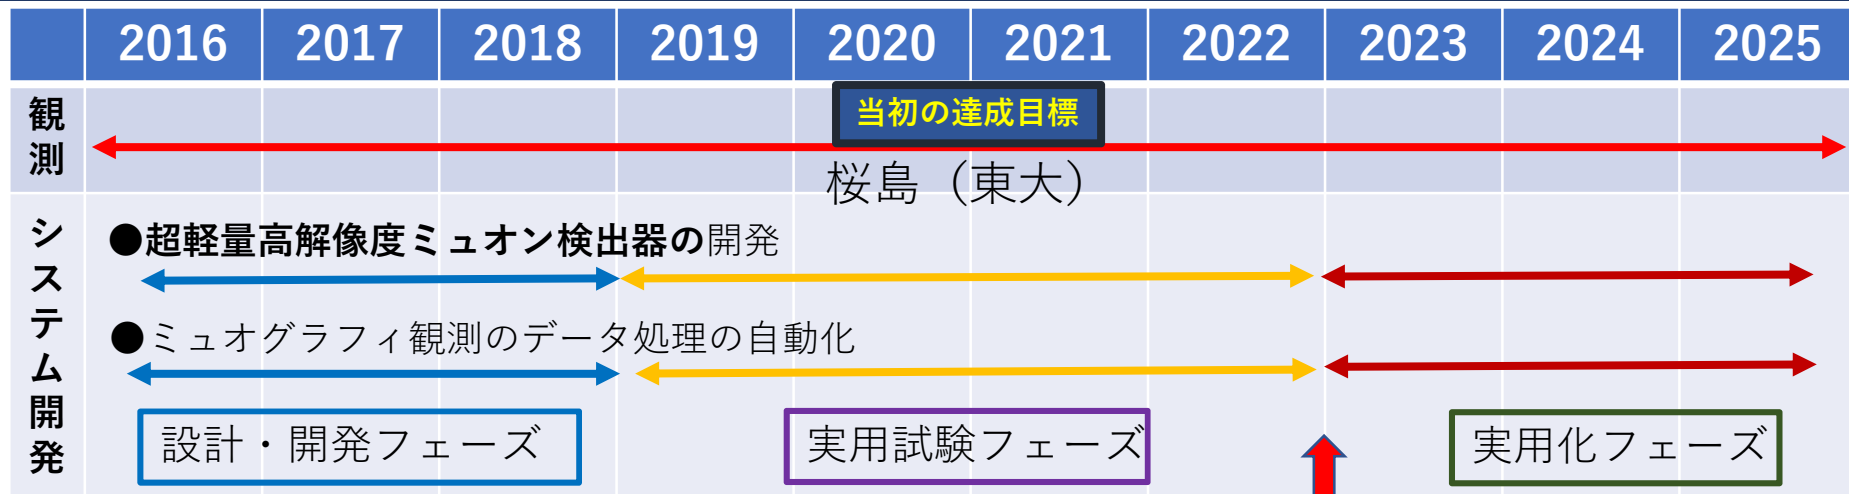 2016 2017 2018 2019 2020 2021 2022 2023 2024 2025
観測
当初の達成目標
桜島（東大）
システム開発
●超軽量高解像度ミュオン検出器の開発
●ミュオグラフィ観測のデータ処理の自動化
設計・開発フェーズ
実用試験フェーズ
実用化フェーズ